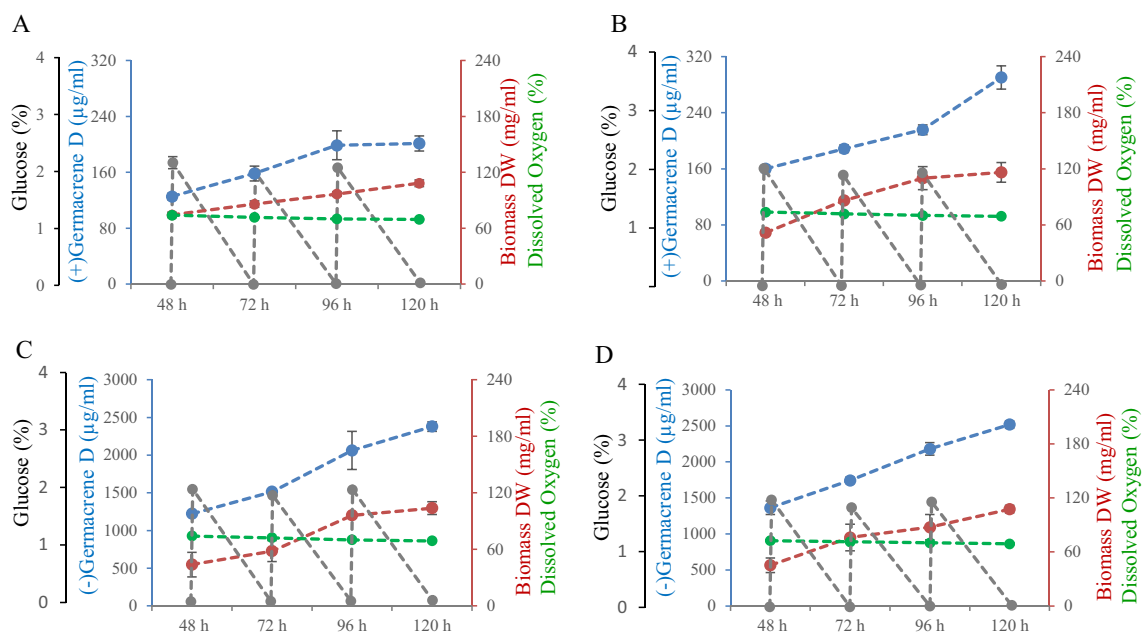 A
Glucose (%)
4
3
2
1
0
(+)Germacrene D (µg/ml)
320
240
160
80
0
48 h
72 h
96 h
120 h
240
180
120
60
0
Biomass DW (mg/ml)
Dissolved Oxygen (%)
B
Glucose (%)
4
3
2
1
0
(+)Germacrene D (µg/ml)
320
240
160
80
0
48 h
72 h
96 h
120 h
240
180
120
60
0
Biomass DW (mg/ml)
Dissolved Oxygen (%)
C
Glucose (%)
4
3
2
1
0
(-)Germacrene D (µg/ml)
3000
2500
2000
1500
1000
500
0
48 h
72 h
96 h
120 h
240
180
120
60
0
Biomass DW (mg/ml)
Dissolved Oxygen (%)
D
Glucose (%)
4
3
2
1
0
(-)Germacrene D (µg/ml)
3000
2500
2000
1500
1000
500
0
48 h
72 h
96 h
120 h
240
180
120
60
0
Biomass DW (mg/ml)
Dissolved Oxygen (%)